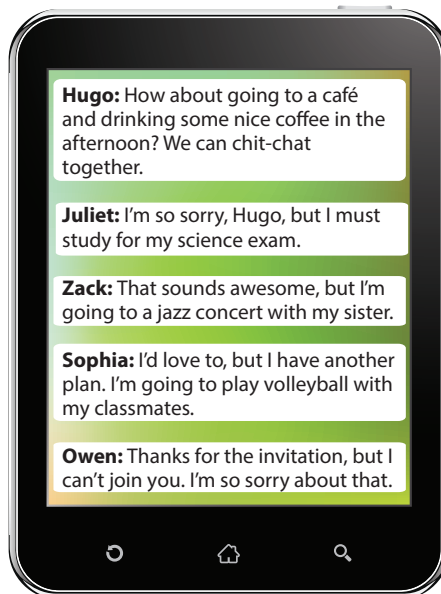 Hugo: How about going to a café
and drinking some nice coffee in the
afternoon? We can chit-chat
together.
Juliet: I'm so sorry, Hugo, but I must
study for my science exam.
Zack: That sounds awesome, but I'm
going to a jazz concert with my sister.
Sophia: I'd love to, but I have another
plan. I'm going to play volleyball with
my classmates.
Owen: Thanks for the invitation, but I
can't join you. I'm so sorry about that.